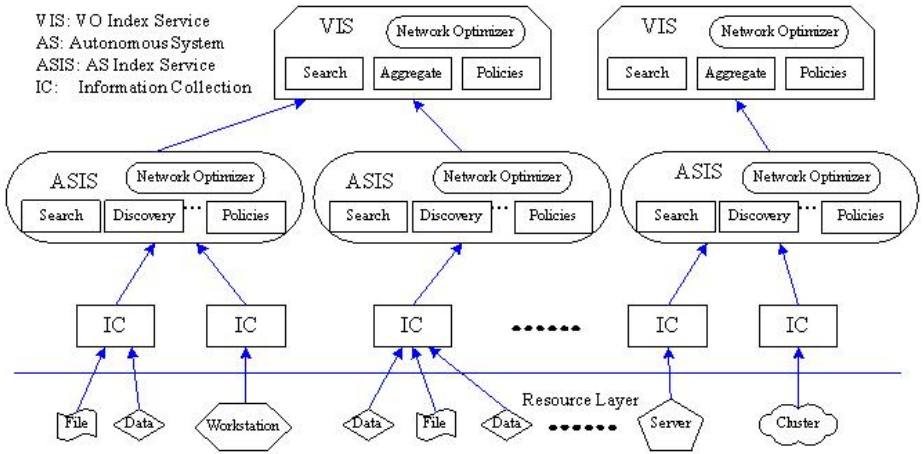 VIS: VO Index Service
AS: Autonomous System
ASIS: AS Index Service
IC: Information Collection
VIS
Network Optimizer
Search
Aggregate
Policies
VIS
Network Optimizer
Search
Aggregate
Policies
ASIS
Network Optimizer
Search
Discovery
...
Policies
ASIS
Network Optimizer
Search
Discovery
...
Policies
ASIS
Network Optimizer
Search
Discovery
...
Policies
IC
IC
IC
IC
IC
Resource Layer
File
Data
Workstation
Data
File
Data
Server
Cluster